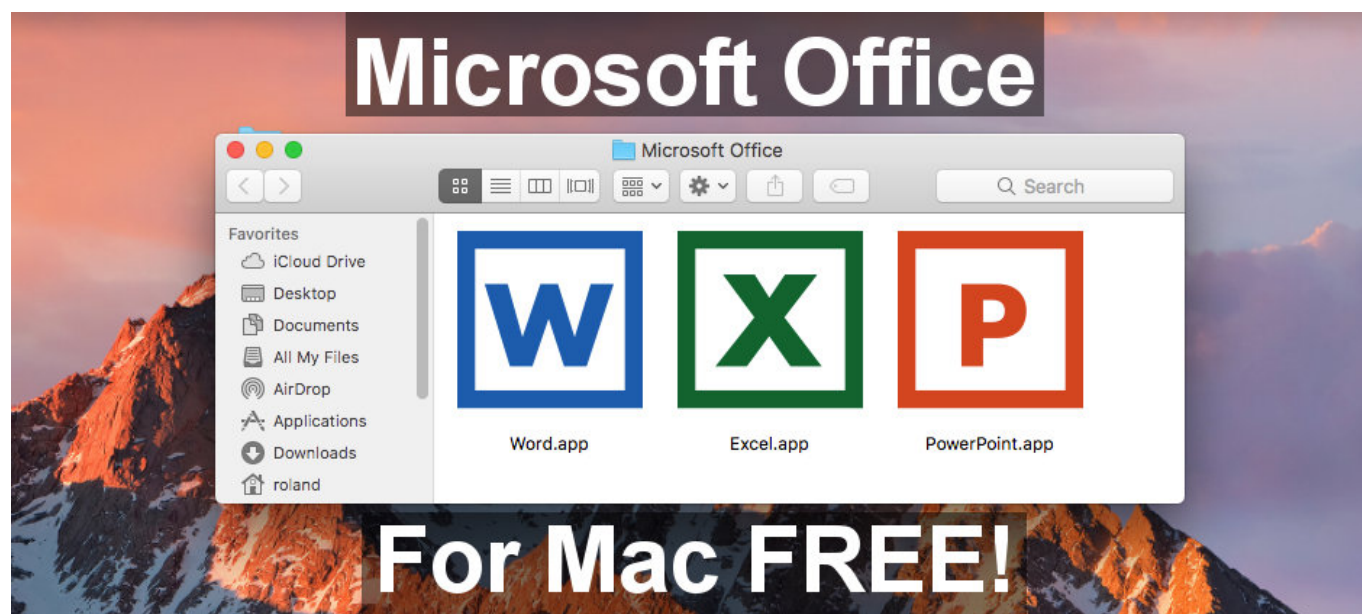 Microsoft Office
Microsoft Office
Search
Favorites
iCloud Drive
Desktop
Documents
All My Files
AirDrop
Applications
Downloads
roland
W X P
Word.app Excel.app PowerPoint.app
For Mac FREE!